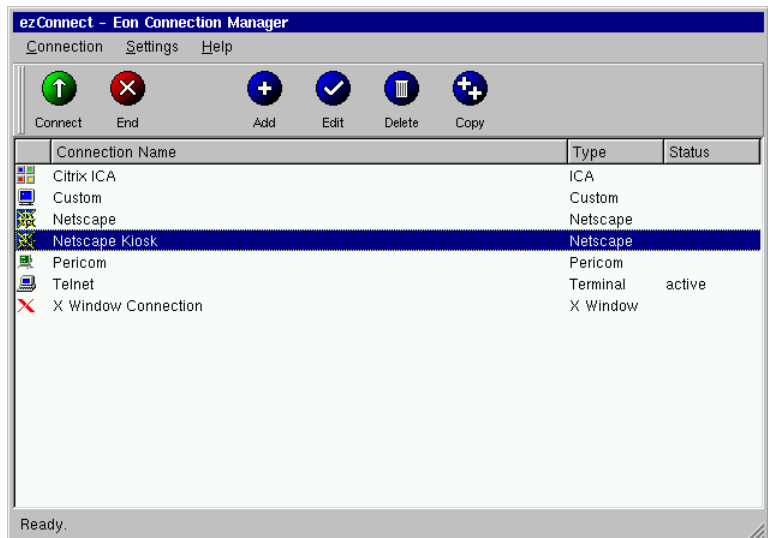 ezConnect - Eon Connection Manager
Connection Settings Help
Connect End Add Edit Delete Copy
Connection Name Type Status
Citrix ICA ICA
Custom Custom
Netscape Netscape
Netscape Kiosk Netscape
Pericom Pericom
Telnet Terminal active
X Window Connection X Window
Ready.